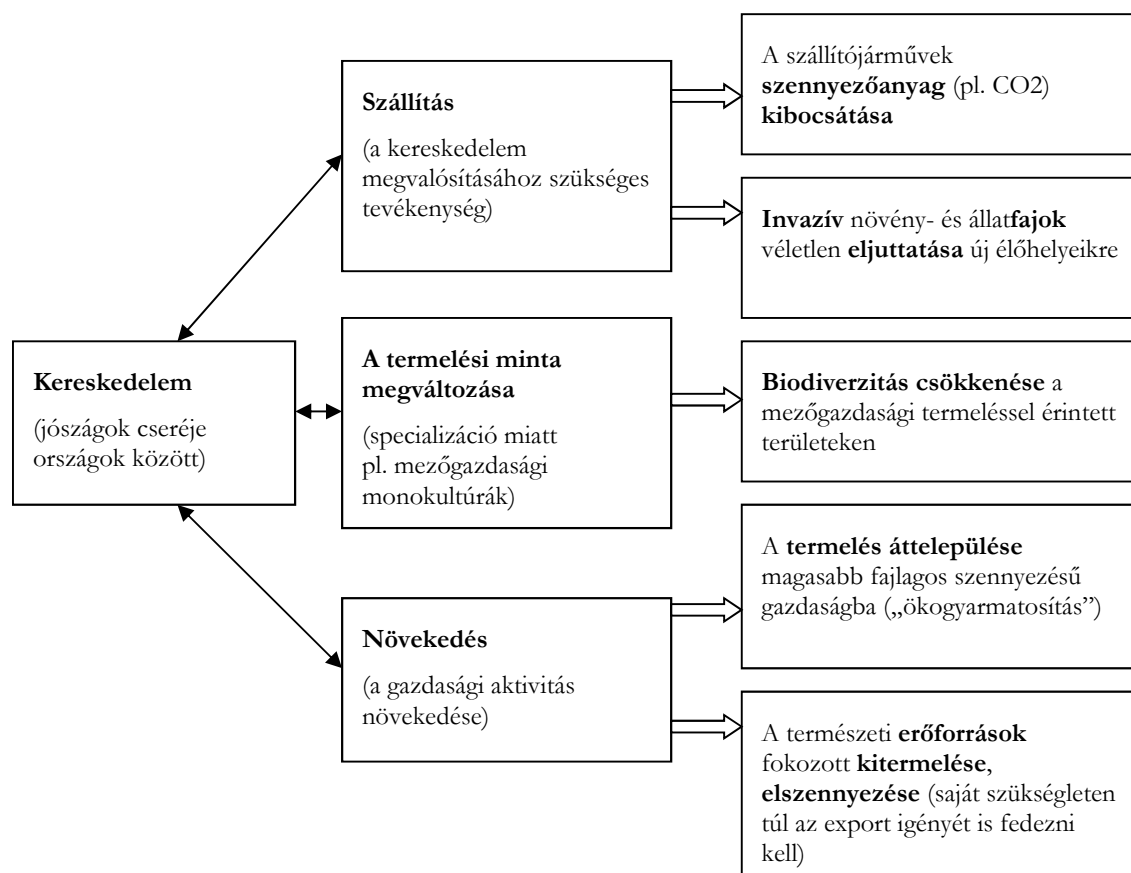 Kereskedelem
(jószágok cseréje
országok között)
Szállítás
(a kereskedelem
megvalósításához szükséges
tevékenység)
A termelési minta
megváltozása
(specializáció miatt
pl. mezőgazdasági
monokultúrák)
Növekedés
(a gazdasági aktivitás
növekedése)
A szállítójárművek
szennyezőanyag (pl. CO2)
kibocsátása
Invazív növény- és állatfajok
véletlen eljuttatása új élőhelyeikre
Biodiverzitás csökkenése a
mezőgazdasági termeléssel érintett
területeken
A termelés áttelepülése
magasabb fajlagos szennyezésű
gazdaságba („ökogyarmatosítás”)
A természeti erőforrások
fokozott kitermelése,
elszennyezése (saját szükségleten
túl az export igényét is fedezni
kell)